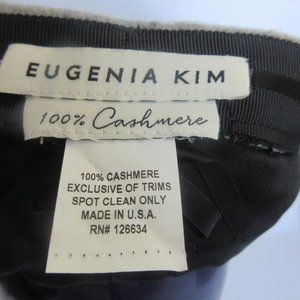 EUGENIA KIM
100% Cashmere
100% CASHMERE
EXCLUSIVE OF TRIMS
SPOT CLEAN ONLY
MADE IN U.S.A.
RN# 126634